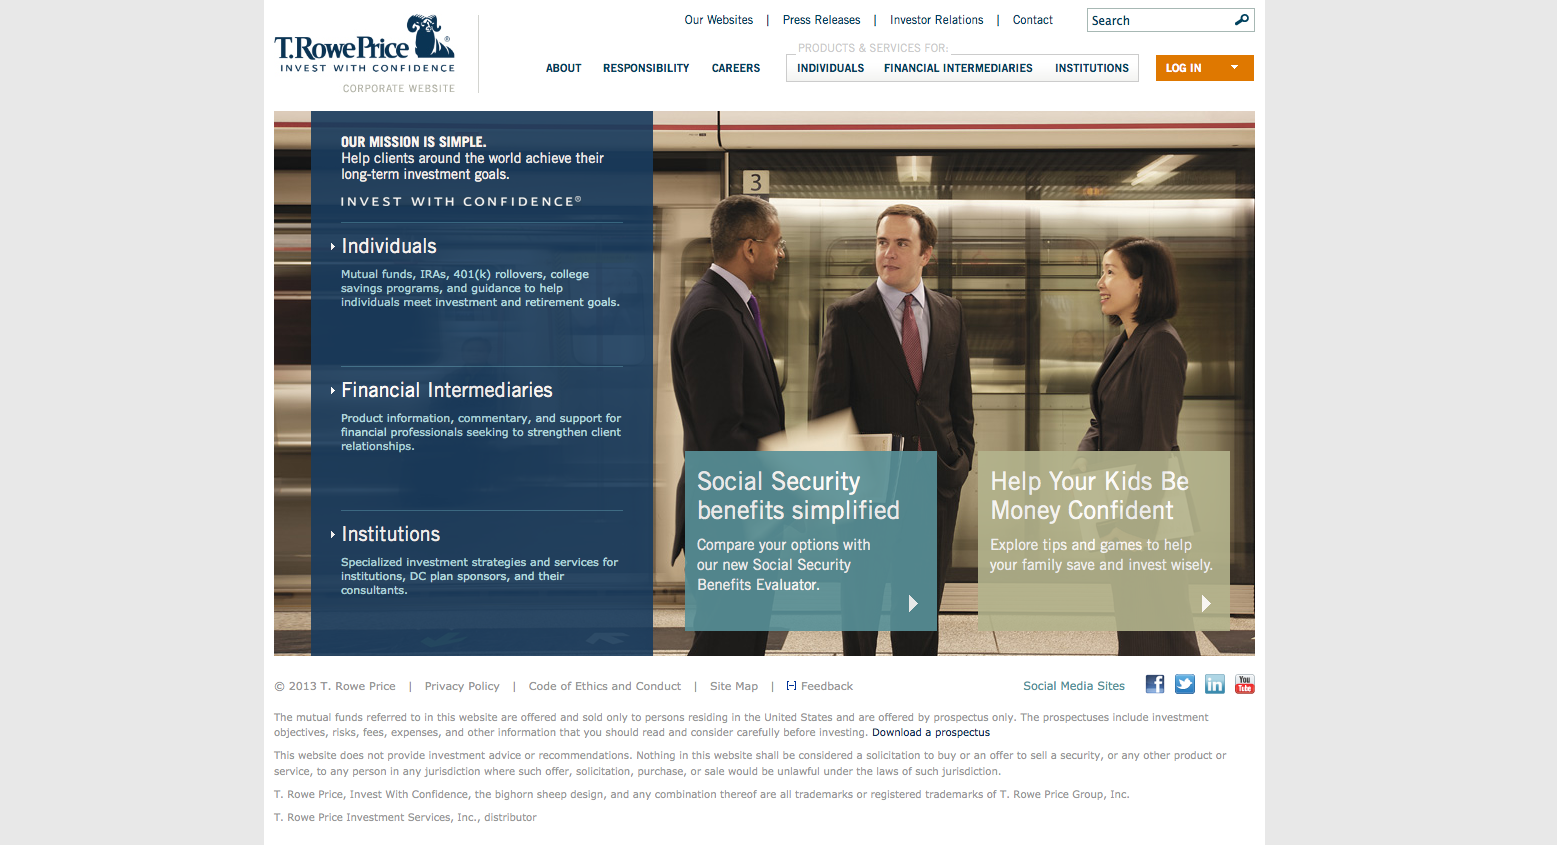 Our Websites | Press Releases | Investor Relations | Contact
Search
T.RowePrice®
INVEST WITH CONFIDENCE
CORPORATE WEBSITE
PRODUCTS & SERVICES FOR:
ABOUT RESPONSIBILITY CAREERS INDIVIDUALS FINANCIAL INTERMEDIARIES INSTITUTIONS LOG IN
OUR MISSION IS SIMPLE.
Help clients around the world achieve their
long-term investment goals.
INVEST WITH CONFIDENCE®
Individuals
Mutual funds, IRAs, 401(k) rollovers, college
savings programs, and guidance to help
individuals meet investment and retirement goals.
Financial Intermediaries
Product information, commentary, and support for
financial professionals seeking to strengthen client
relationships.
Institutions
Specialized investment strategies and services for
institutions, DC plan sponsors, and their
consultants.
3
Social Security
benefits simplified
Compare your options with
our new Social Security
Benefits Evaluator.
Help Your Kids Be
Money Confident
Explore tips and games to help
your family save and invest wisely.
© 2013 T. Rowe Price | Privacy Policy | Code of Ethics and Conduct | Site Map | [-] Feedback
Social Media Sites
f
in
You
Tube
The mutual funds referred to in this website are offered and sold only to persons residing in the United States and are offered by prospectus only. The prospectuses include investment
objectives, risks, fees, expenses, and other information that you should read and consider carefully before investing. Download a prospectus
This website does not provide investment advice or recommendations. Nothing in this website shall be considered a solicitation to buy or an offer to sell a security, or any other product or
service, to any person in any jurisdiction where such offer, solicitation, purchase, or sale would be unlawful under the laws of such jurisdiction.
T. Rowe Price, Invest With Confidence, the bighorn sheep design, and any combination thereof are all trademarks or registered trademarks of T. Rowe Price Group, Inc.
T. Rowe Price Investment Services, Inc., distributor